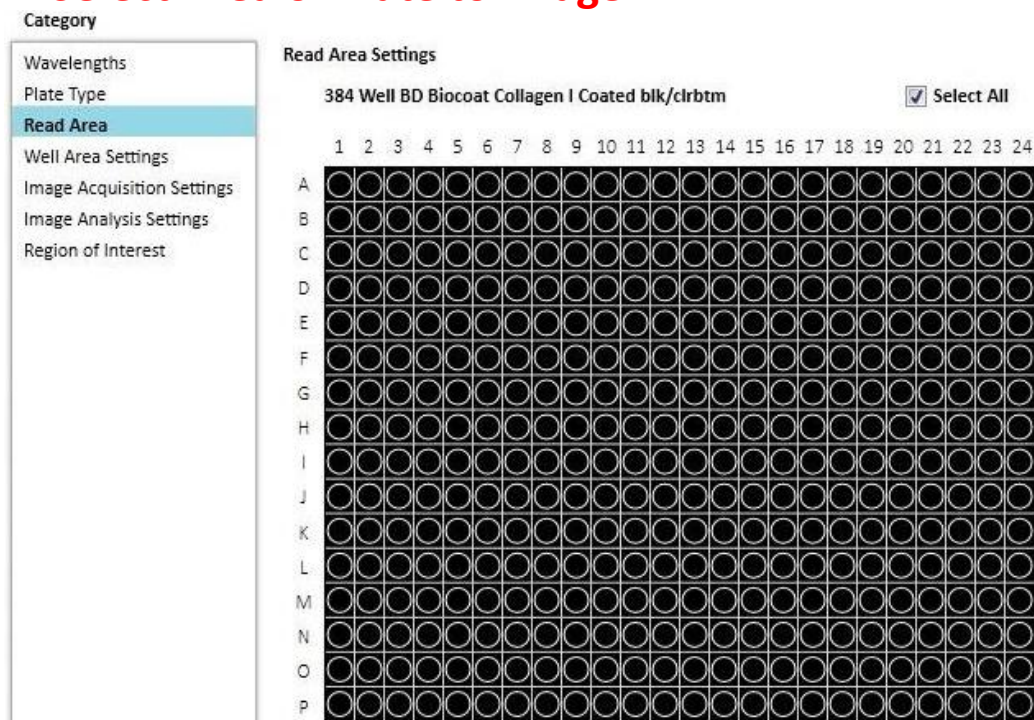 Category
Wavelengths
Plate Type
Read Area
Well Area Settings
Image Acquisition Settings
Image Analysis Settings
Region of Interest
Read Area Settings
384 Well BD Biocoat Collagen I Coated blk/clrbtm
Select All
1 2 3 4 5 6 7 8 9 10 11 12 13 14 15 16 17 18 19 20 21 22 23 24
A
B
C
D
E
F
G
H
I
J
K
L
M
N
O
P